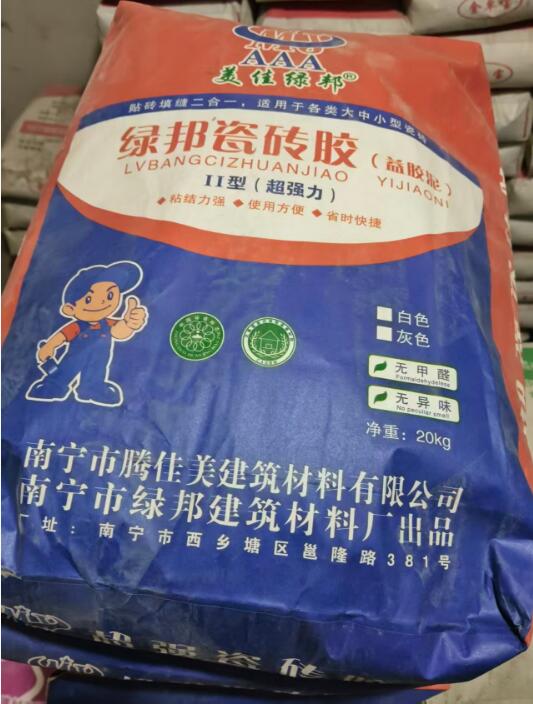 AAA
美佳绿邦®
贴砖填缝二合一，适用于各类大中小型瓷砖
绿邦瓷砖胶（益胶泥）
LVBANGCIZHUANJIAO YIJIAONI
II型（超强力）
◆粘结力强 ◆使用方便 ◆省时快捷
白色
灰色
无甲醛
Formaldehydeless
无异味
No peculiar smell
净重：20kg
南宁市腾佳美建筑材料有限公司
南宁市绿邦建筑材料厂出品
厂址：南宁市西乡塘区邕隆路381号
超强瓷砖